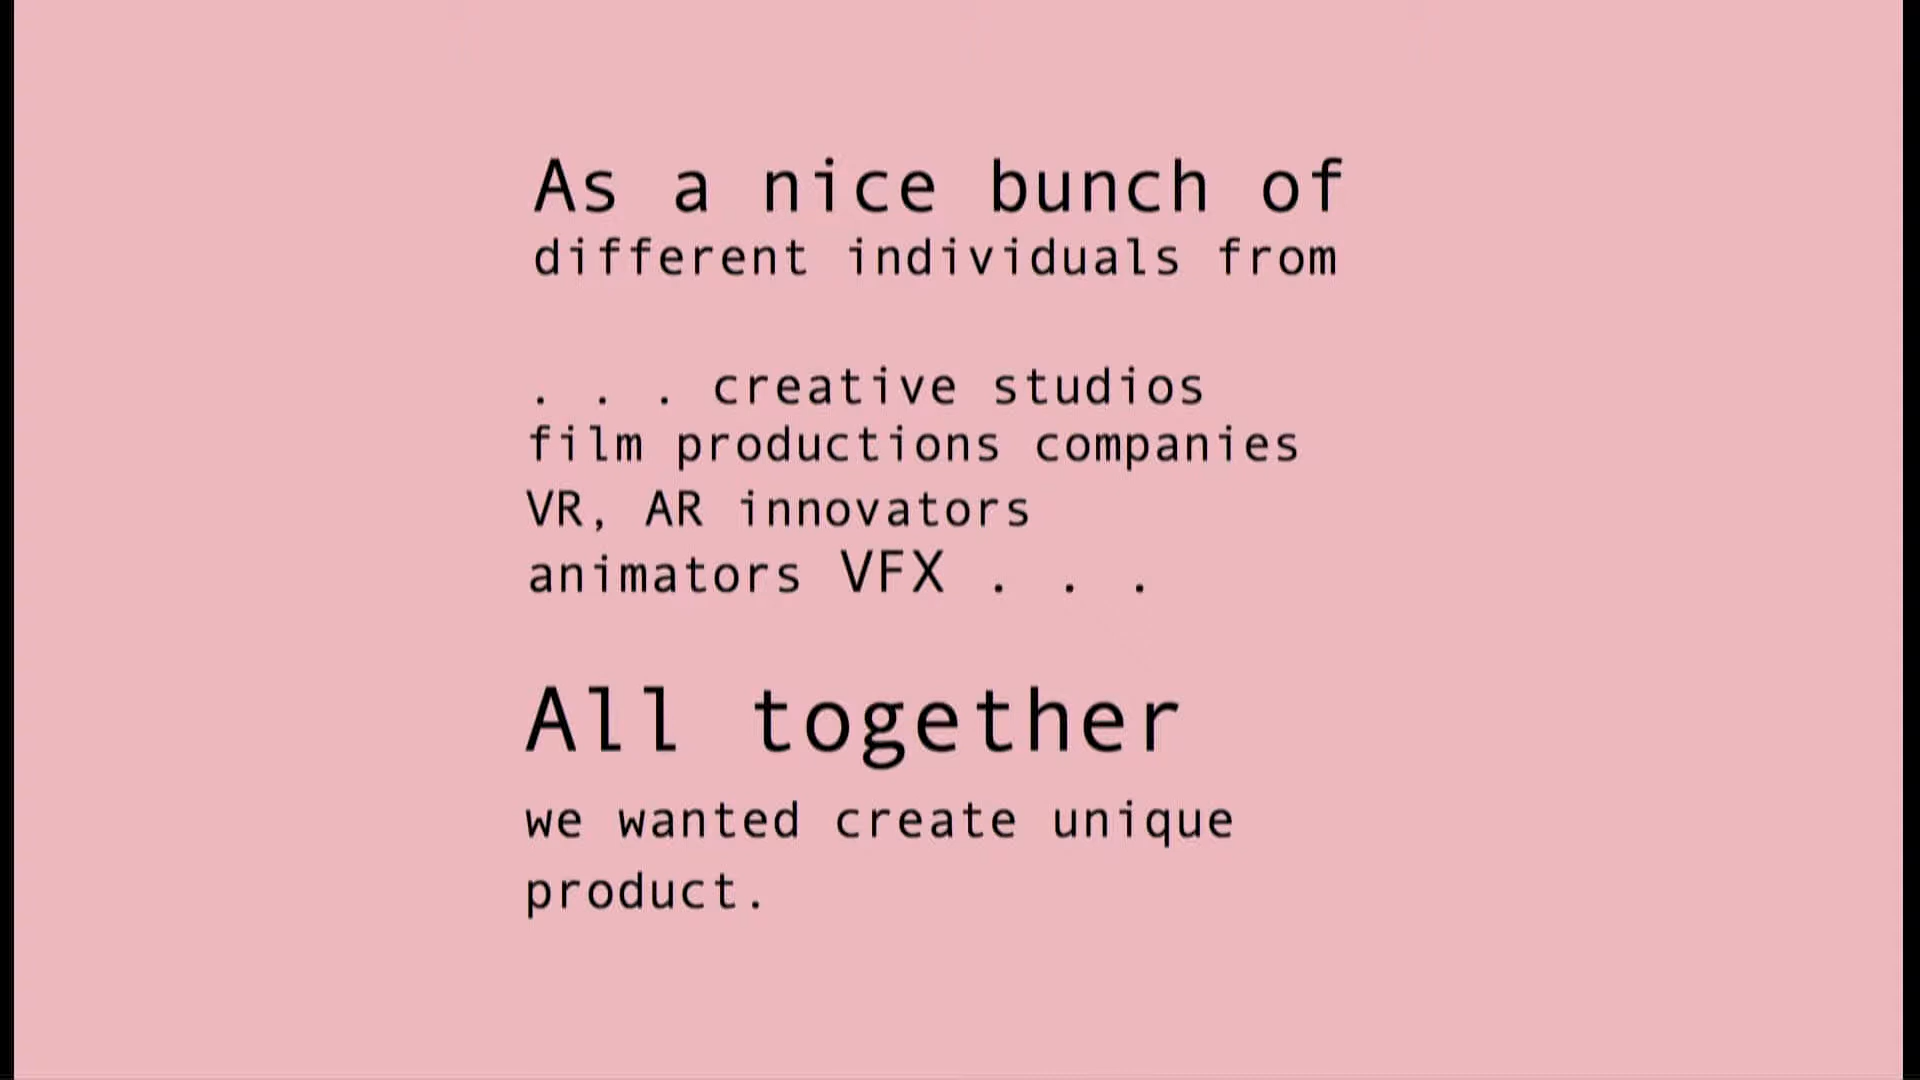 As a nice bunch of
different individuals from
. . . creative studios
film productions companies
VR, AR innovators
animators VFX . . .
All together
we wanted create unique
product.